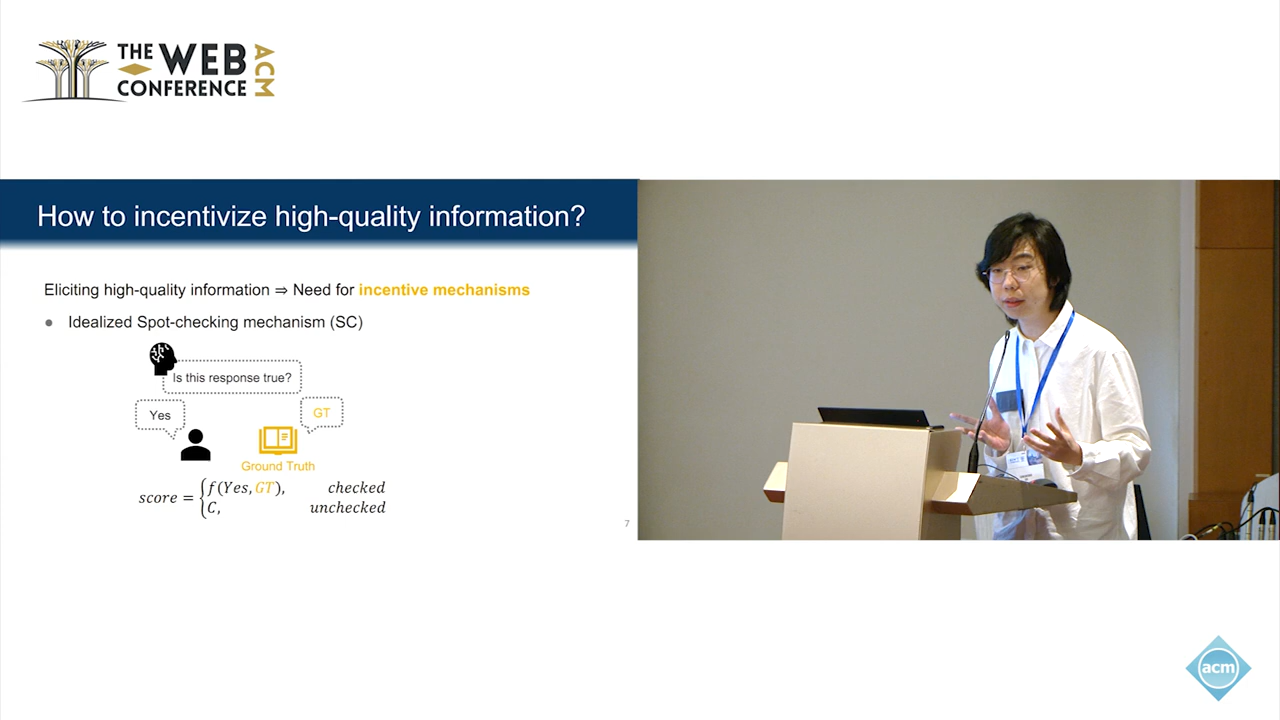 THE WEB
CONFERENCE
ACM
How to incentivize high-quality information?
Eliciting high-quality information ⇒ Need for incentive mechanisms
● Idealized Spot-checking mechanism (SC)
Is this response true?
Yes
GT
Ground Truth
score = { f(Yes, GT), checked
C, unchecked
7
acm